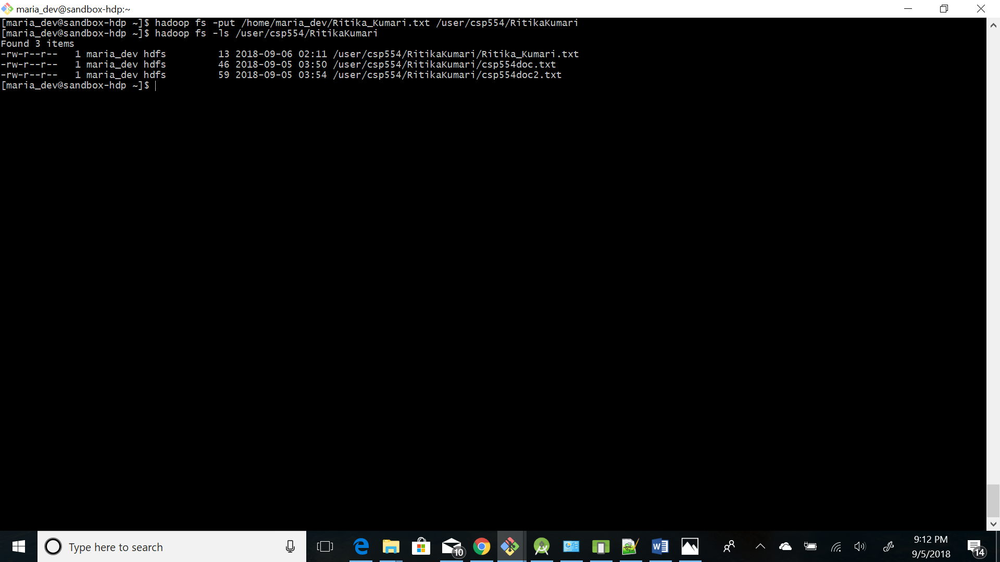 maria_dev@sandbox-hdp:~
[maria_dev@sandbox-hdp ~]$ hadoop fs -put /home/maria_dev/Ritika_Kumari.txt /user/csp554/RitikaKumari
[maria_dev@sandbox-hdp ~]$ hadoop fs -ls /user/csp554/RitikaKumari
Found 3 items
-rw-r--r--   1 maria_dev hdfs         13 2018-09-06 02:11 /user/csp554/RitikaKumari/Ritika_Kumari.txt
-rw-r--r--   1 maria_dev hdfs         46 2018-09-05 03:50 /user/csp554/RitikaKumari/csp554doc.txt
-rw-r--r--   1 maria_dev hdfs         59 2018-09-05 03:54 /user/csp554/RitikaKumari/csp554doc2.txt
[maria_dev@sandbox-hdp ~]$
Type here to search
10
9:12 PM
9/5/2018
14